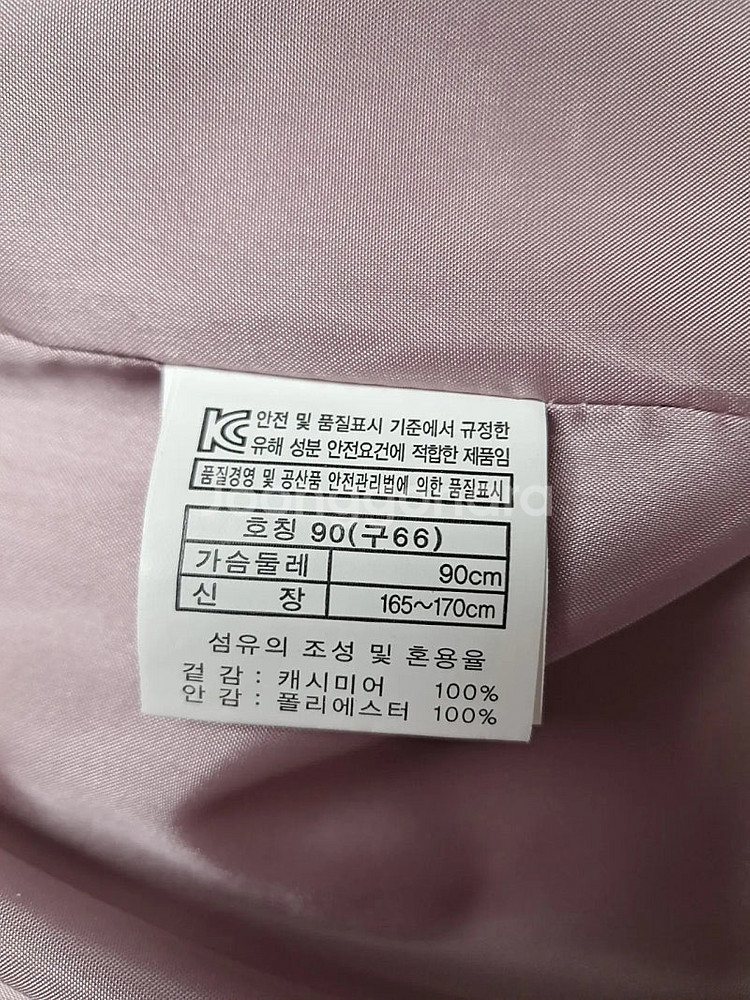 KC 안전 및 품질표시 기준에서 규정한
유해 성분 안전요건에 적합한 제품임
품질경영 및 공산품 안전관리법에 의한 품질표시
Joonggonara
호칭 90(구66)
가슴둘레 90cm
신 장 165~170cm
섬유의 조성 및 혼용율
겉 감 : 캐시미어 100%
안 감 : 폴리에스터 100%